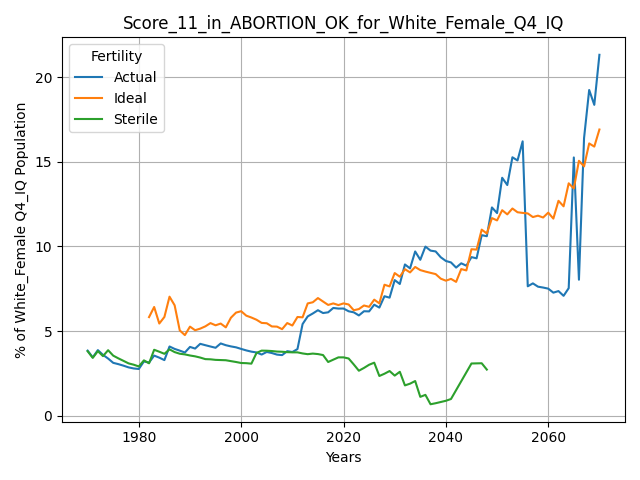 Score_11_in_ABORTION_OK_for_White_Female_Q4_IQ
Fertility
Actual
Ideal
Sterile
% of White_Female Q4_IQ Population
20
15
10
5
0
1980
2000
2020
2040
2060
Years